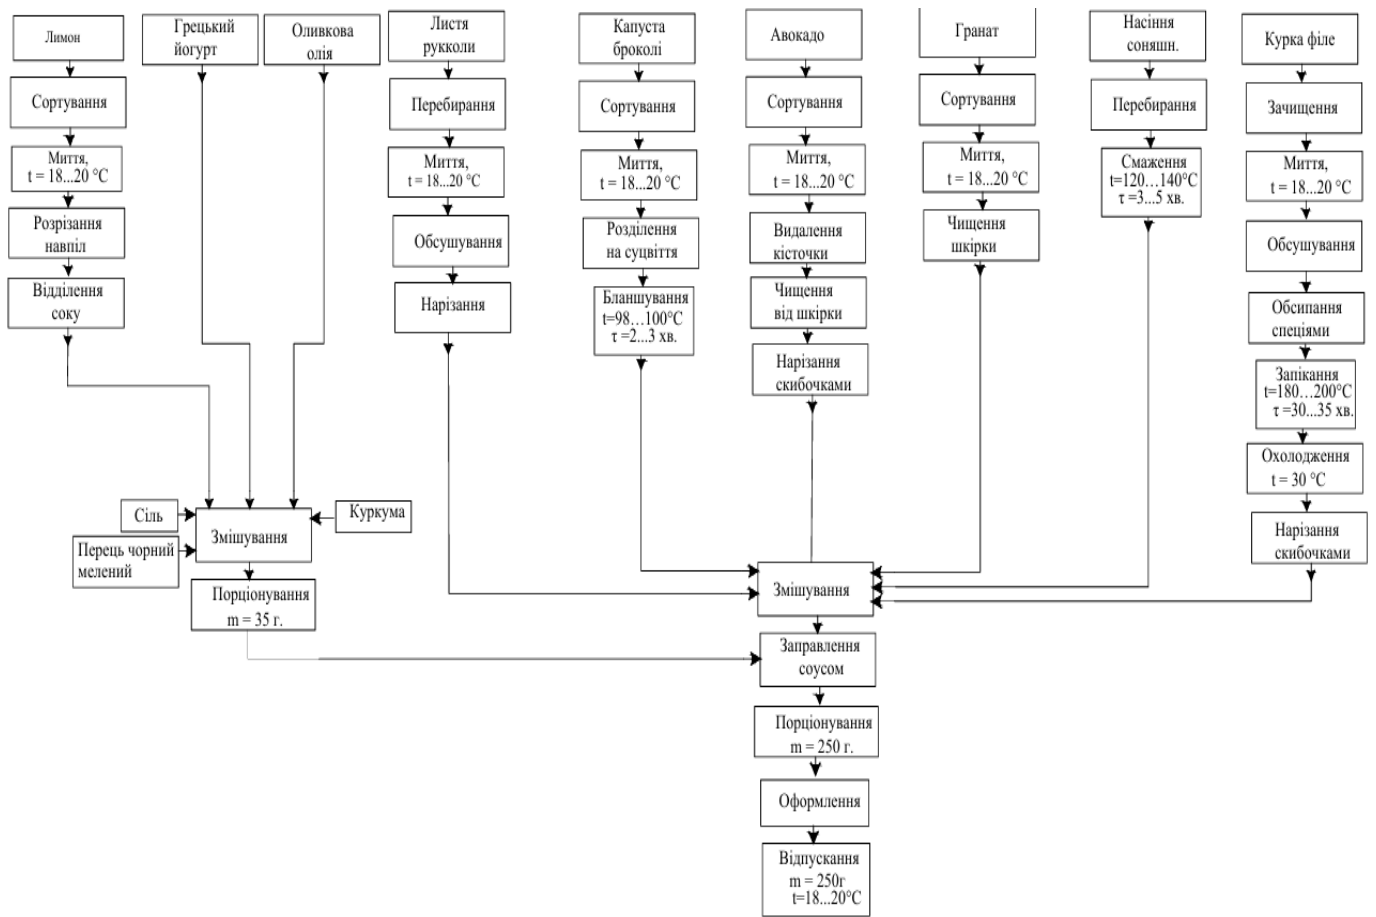 Лимон
Сортування
Миття,
t = 18...20 °С
Розрізання
навпіл
Відділення
соку
Грецький
йогурт
Оливкова
олія
Сіль
Перець чорний
мелений
Куркума
Змішування
Порціонування
m = 35 г.
Листя
рукколи
Перебирання
Миття,
t = 18...20 °С
Обсушування
Нарізання
Капуста
броколі
Сортування
Миття,
t = 18...20 °С
Розділення
на суцвіття
Бланшування
t=98…100°С
τ =2...3 хв.
Авокадо
Сортування
Миття,
t = 18...20 °С
Видалення
кісточки
Чищення
від шкірки
Нарізання
скибочками
Гранат
Сортування
Миття,
t = 18...20 °С
Чищення
шкірки
Насіння
соняшн.
Перебирання
Смаження
t=120…140°С
τ =3...5 хв.
Курка філе
Зачищення
Миття,
t = 18...20 °С
Обсушування
Обсипання
спеціями
Запікання
t=180…200°С
τ =30...35 хв.
Охолодження
t = 30 °С
Нарізання
скибочками
Змішування
Заправлення
соусом
Порціонування
m = 250 г.
Оформлення
Відпускання
m = 250г
t=18...20°С